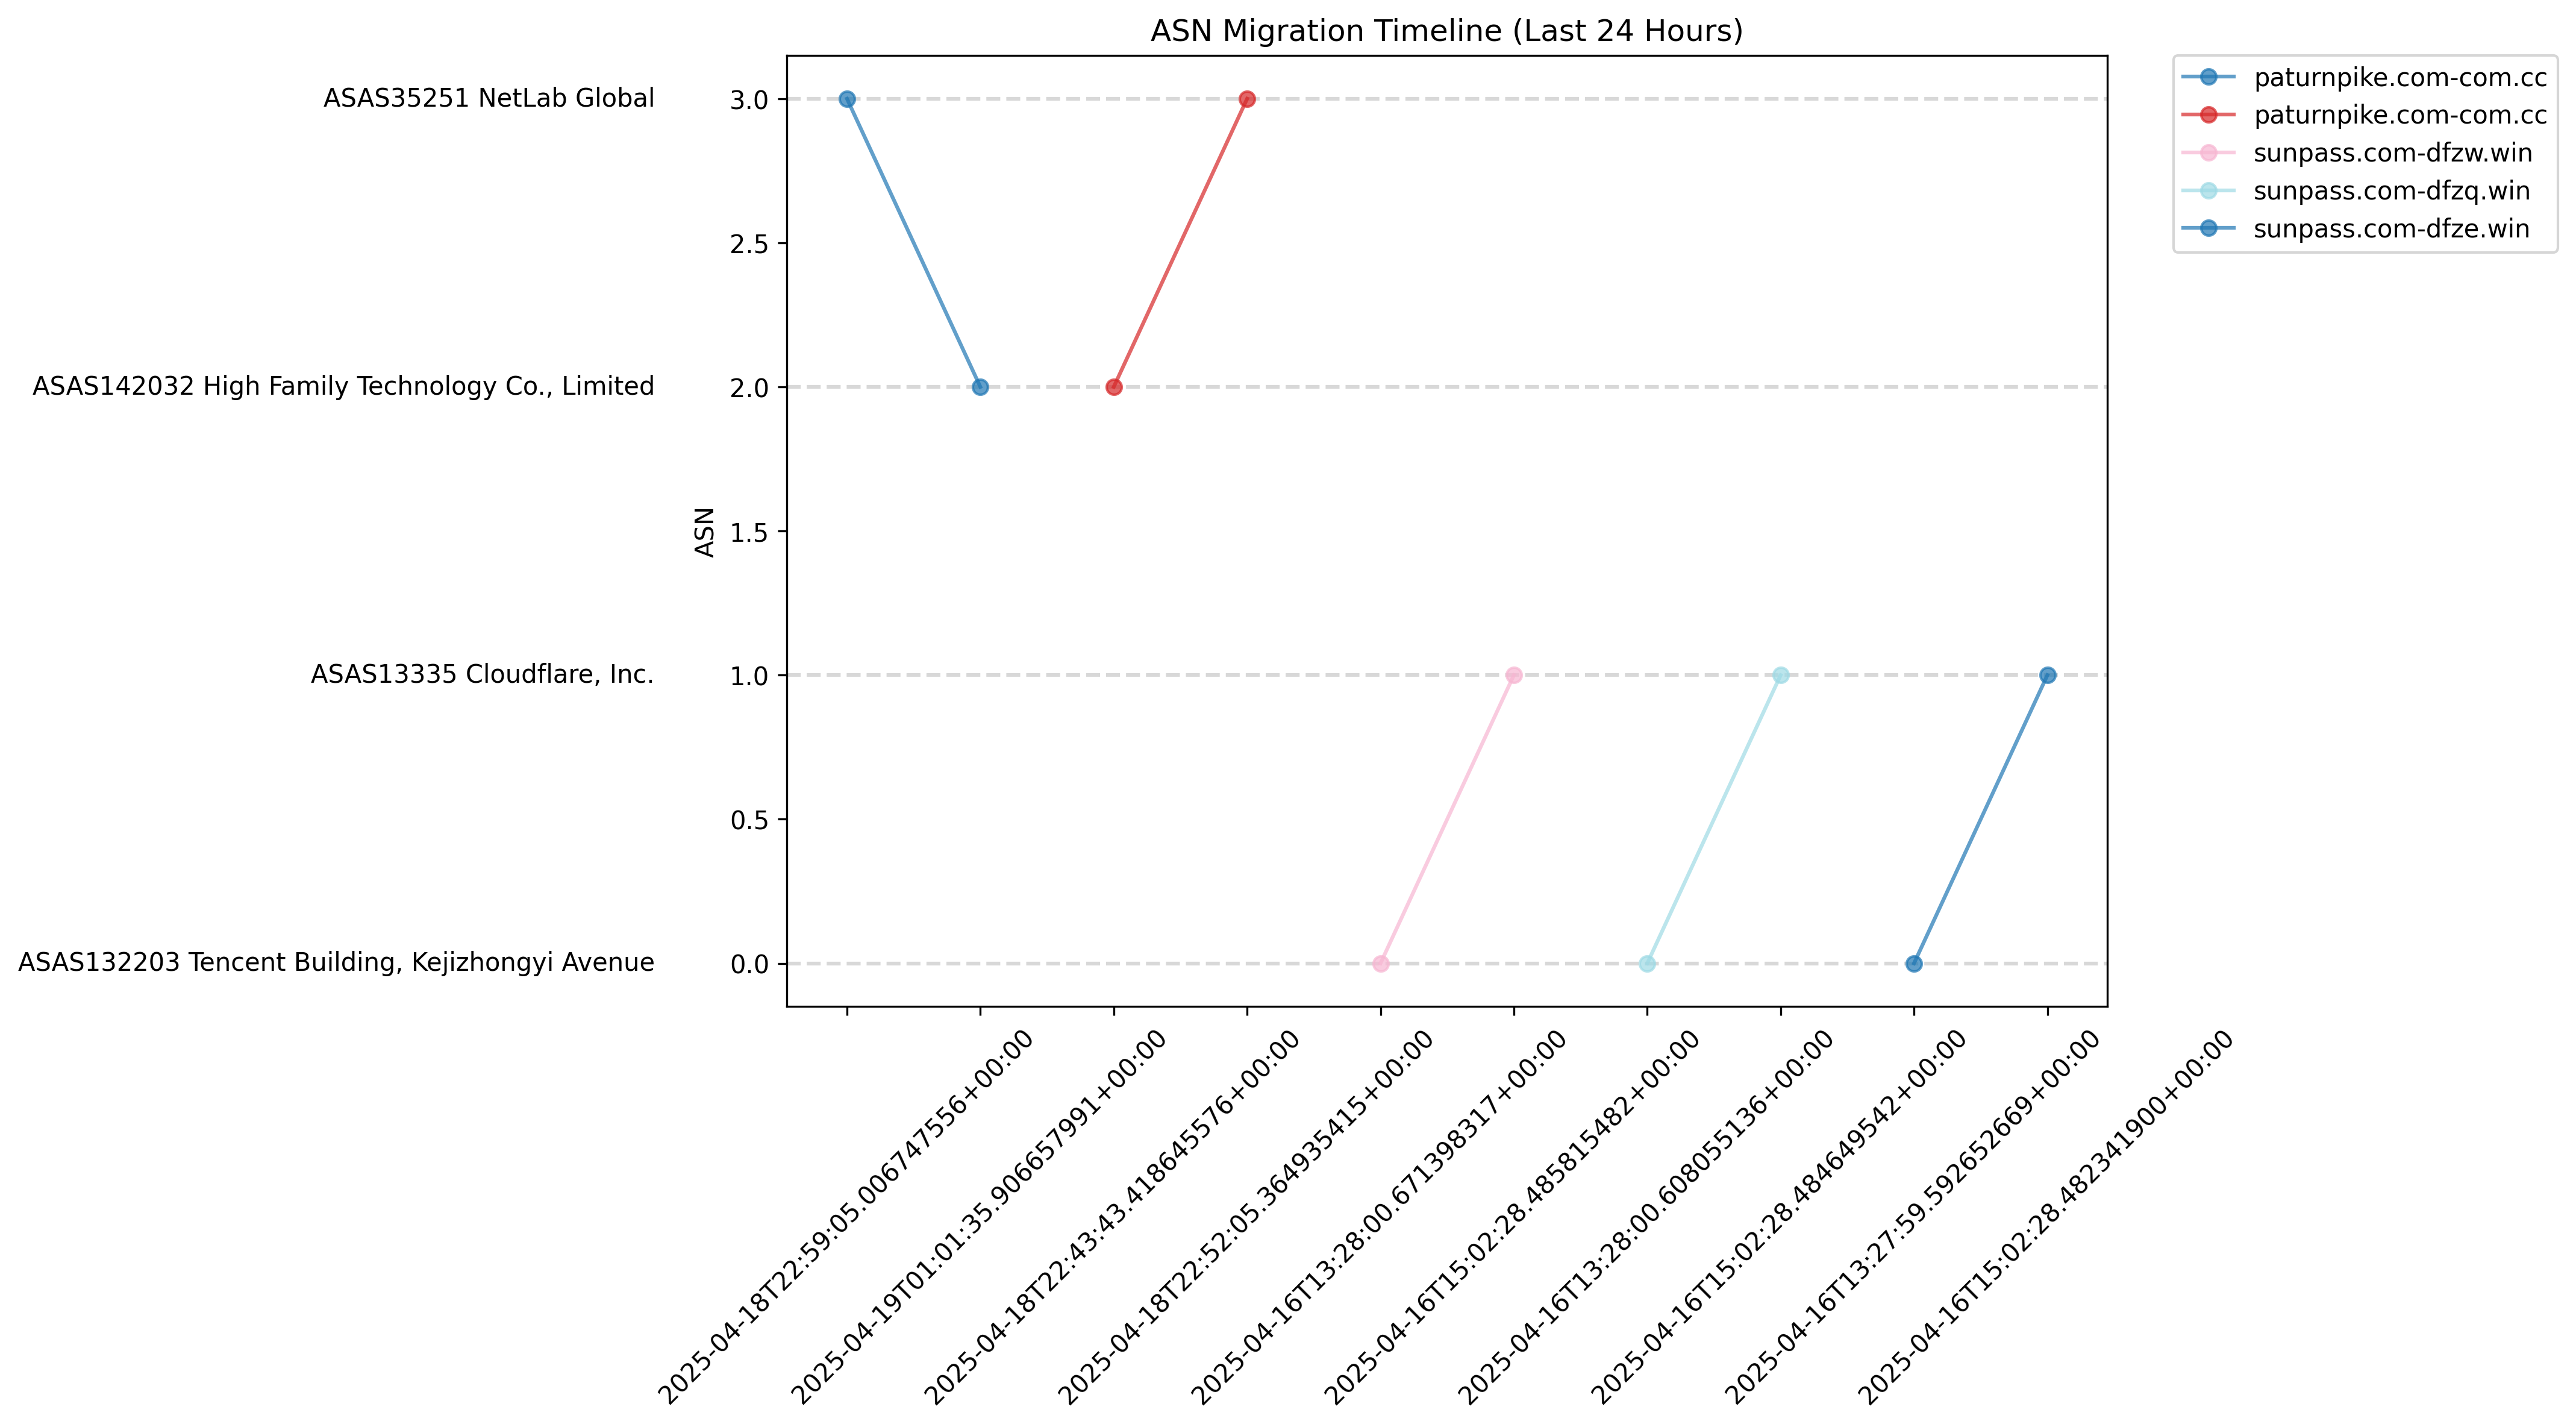 ASN Migration Timeline (Last 24 Hours)
ASAS35251 NetLab Global
ASAS142032 High Family Technology Co., Limited
ASAS13335 Cloudflare, Inc.
ASAS132203 Tencent Building, Kejizhongyi Avenue
ASN
3.0
2.5
2.0
1.5
1.0
0.5
0.0
2025-04-18T22:59:05.006747556+00:00
2025-04-19T01:01:35.906657991+00:00
2025-04-18T22:43:43.418645576+00:00
2025-04-18T22:52:05.364935415+00:00
2025-04-16T13:28:00.671398317+00:00
2025-04-16T15:02:28.485815482+00:00
2025-04-16T13:28:00.608055136+00:00
2025-04-16T15:02:28.484649542+00:00
2025-04-16T13:27:59.592652669+00:00
2025-04-16T15:02:28.482341900+00:00
paturnpike.com-com.cc
paturnpike.com-com.cc
sunpass.com-dfzw.win
sunpass.com-dfzq.win
sunpass.com-dfze.win